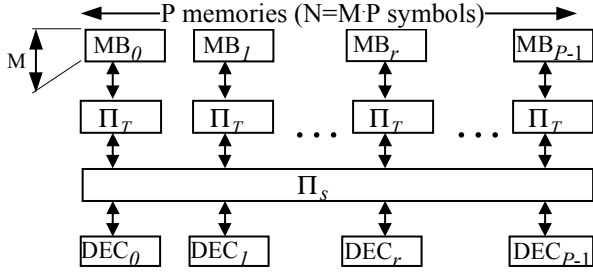 P memories (N=M·P symbols)
M
MB0 MB1 MBr MBP-1
ΠT ΠT ... ΠT ... ΠT
Πs
DEC0 DEC1 DECr DECP-1